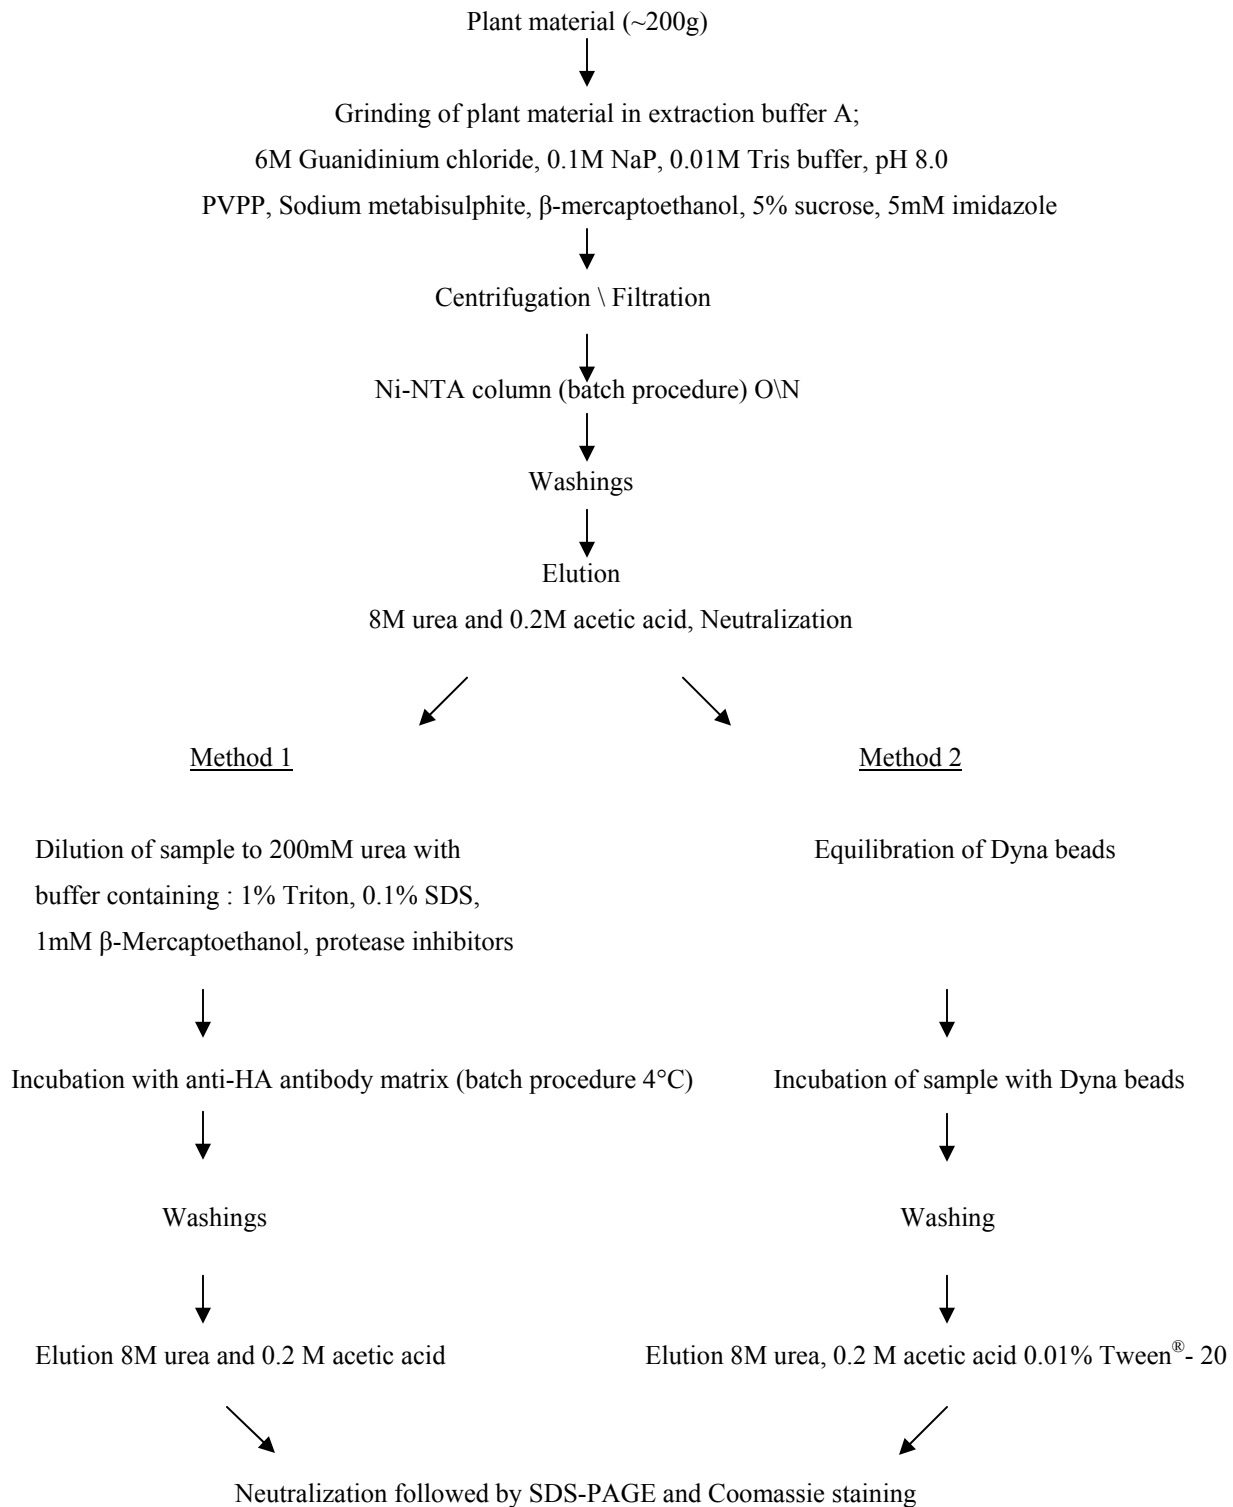 Plant material (~200g)
Grinding of plant material in extraction buffer A;
6M Guanidinium chloride, 0.1M NaP, 0.01M Tris buffer, pH 8.0
PVPP, Sodium metabisulphite, β-mercaptoethanol, 5% sucrose, 5mM imidazole
Centrifugation \ Filtration
Ni-NTA column (batch procedure) O\N
Washings
Elution
8M urea and 0.2M acetic acid, Neutralization
Method 1
Dilution of sample to 200mM urea with
buffer containing : 1% Triton, 0.1% SDS,
1mM β-Mercaptoethanol, protease inhibitors
Incubation with anti-HA antibody matrix (batch procedure 4°C)
Washings
Elution 8M urea and 0.2 M acetic acid
Method 2
Equilibration of Dyna beads
Incubation of sample with Dyna beads
Washing
Elution 8M urea, 0.2 M acetic acid 0.01% Tween®- 20
Neutralization followed by SDS-PAGE and Coomassie staining